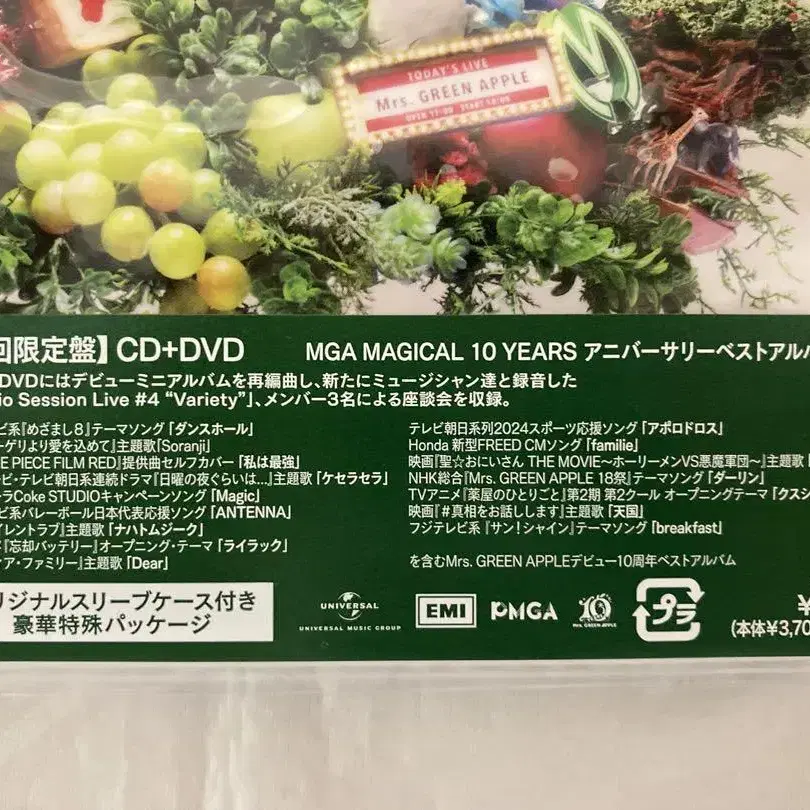 TODAY'S LIVE
Mrs. GREEN APPLE
M
回限定盤】CD+DVD
MGA MAGICAL 10 YEARS アニバーサリーベストアルバ
DVDにはデビューミニアルバムを再編曲し、新たにミュージシャン達と録音した
io Session Live #4 “Variety”」、メンバー3名による座談会を収録。
ビ系『めざまし8』テーマソング「ダンスホール」
ーゲリより愛を込めて』主題歌「Soranji」
E PIECE FILM RED』提供曲セルフカバー「私は最強」
ビ・テレビ朝日系連続ドラマ『日曜の夜ぐらいは...』主題歌「ケセラセラ」
ラCoke STUDIOキャンペーンソング「Magic」
ビ系バレーボール日本代表応援ソング「ANTENNA」
イレントラブ』主題歌「ナハトムジーク」
『忘却バッテリー』オープニング・テーマ「ライラック」
ィア・ファミリー』主題歌「Dear」
テレビ朝日系列2024スポーツ応援ソング「アポロドロス」
Honda 新型FREED CMソング「familie」
映画『聖☆おにいさん THE MOVIE～ホーリーメンVS悪魔軍団～』主題歌
NHK総合『Mrs. GREEN APPLE 18祭』テーマソング「ダーリン」
TVアニメ『薬屋のひとりごと』第2期 第2クール オープニングテーマ「クスシ
映画『#真相をお話しします』主題歌「天国」
フジテレビ系『サン!シャイン』テーマソング「breakfast」
を含むMrs. GREEN APPLEデビュー10周年ベストアルバム
リジナルスリーブケース付き
豪華特殊パッケージ
UNIVERSAL
UNIVERSAL MUSIC GROUP
EMI
PMGA
10
Mrs. GREEN APPLE
プラ
¥
(本体¥3,70